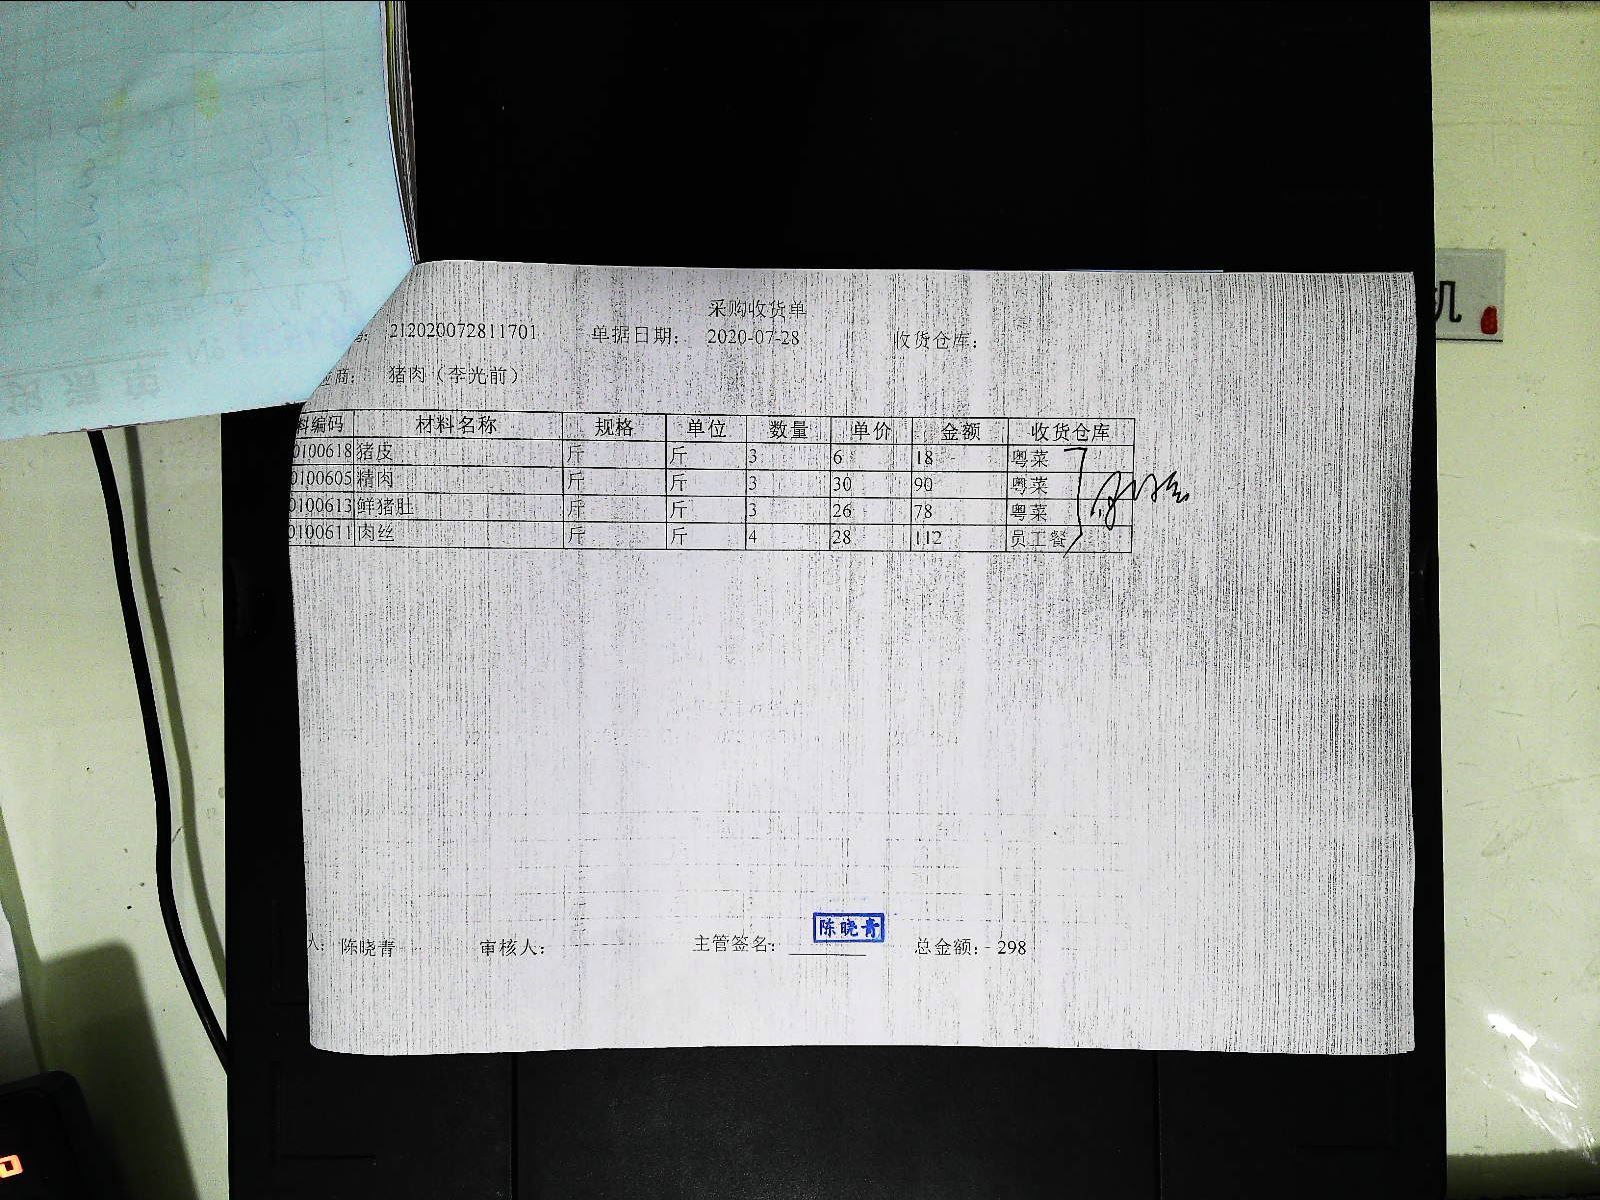 采购收货单
212020072811701 单据日期: 2020-07-28 收货仓库:
商: 猪肉（李光前）
编码 材料名称 规格 单位 数量 单价 金额 收货仓库
0100618 猪皮 斤 斤 3 6 18 粤菜
0100605 精肉 斤 斤 3 30 90 粤菜
0100613 鲜猪肚 斤 斤 3 26 78 粤菜
0100611 肉丝 斤 斤 4 28 112 员工餐
陈晓青
人: 陈晓青 审核人: 主管签名: 总金额: 298
机